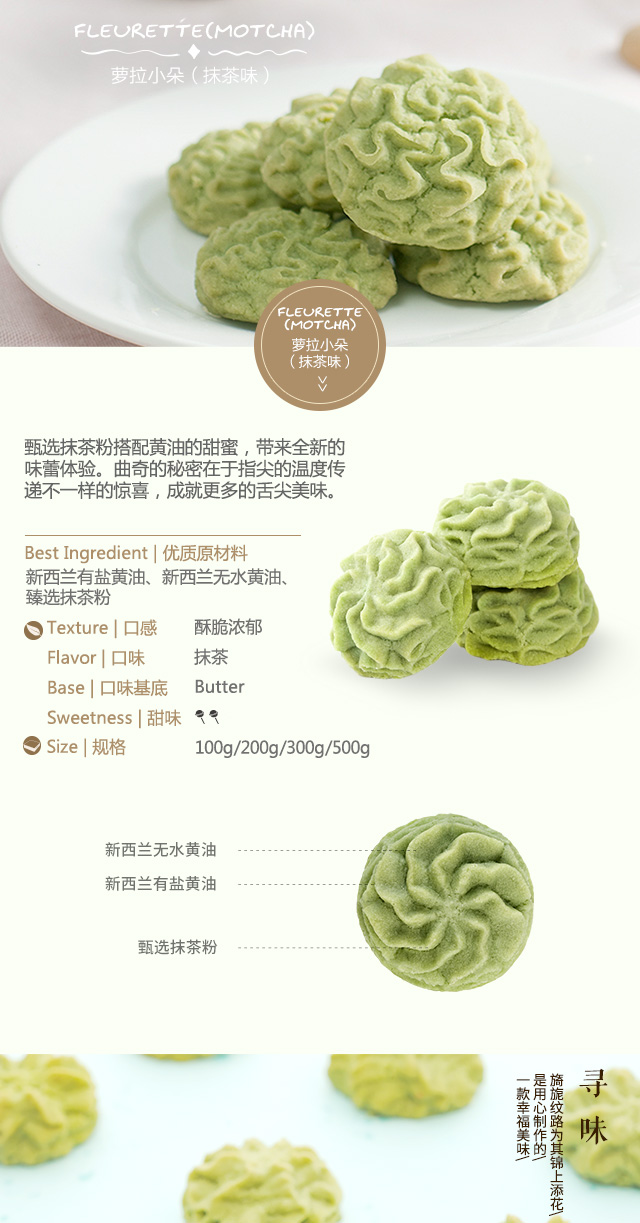 FLEURETTE(MOTCHA)
萝拉小朵（抹茶味）
FLEURETTE
(MOTCHA)
萝拉小朵
（抹茶味）
甄选抹茶粉搭配黄油的甜蜜，带来全新的
味蕾体验。曲奇的秘密在于指尖的温度传
递不一样的惊喜，成就更多的舌尖美味。
Best Ingredient | 优质原材料
新西兰有盐黄油、新西兰无水黄油、
臻选抹茶粉
Texture | 口感 酥脆浓郁
Flavor | 口味 抹茶
Base | 口味基底 Butter
Sweetness | 甜味
Size | 规格 100g/200g/300g/500g
新西兰无水黄油
新西兰有盐黄油
甄选抹茶粉
寻味
旖旎纹路为其锦上添花/
是用心制作的
一款幸福美味/